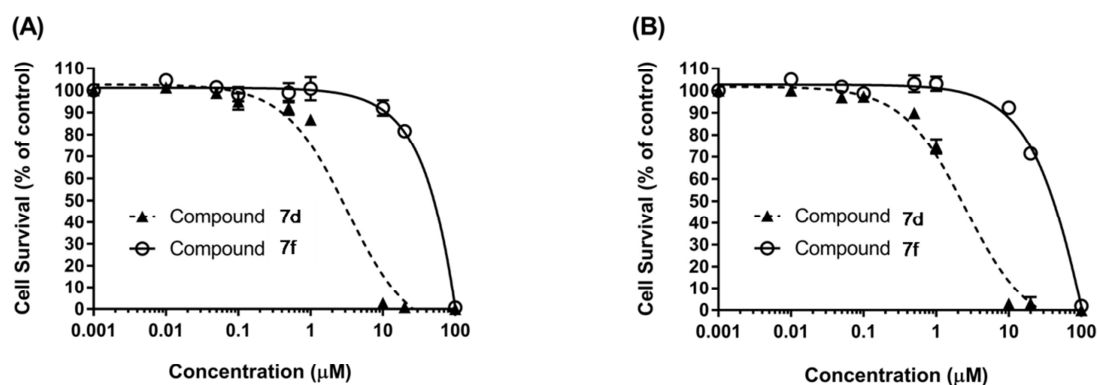 (A)
Cell Survival (% of control)
110
100
90
80
70
60
50
40
30
20
10
0
Compound 7d
Compound 7f
0.001 0.01 0.1 1 10 100
Concentration (μM)
(B)
Cell Survival (% of control)
110
100
90
80
70
60
50
40
30
20
10
0
Compound 7d
Compound 7f
0.001 0.01 0.1 1 10 100
Concentration (μM)